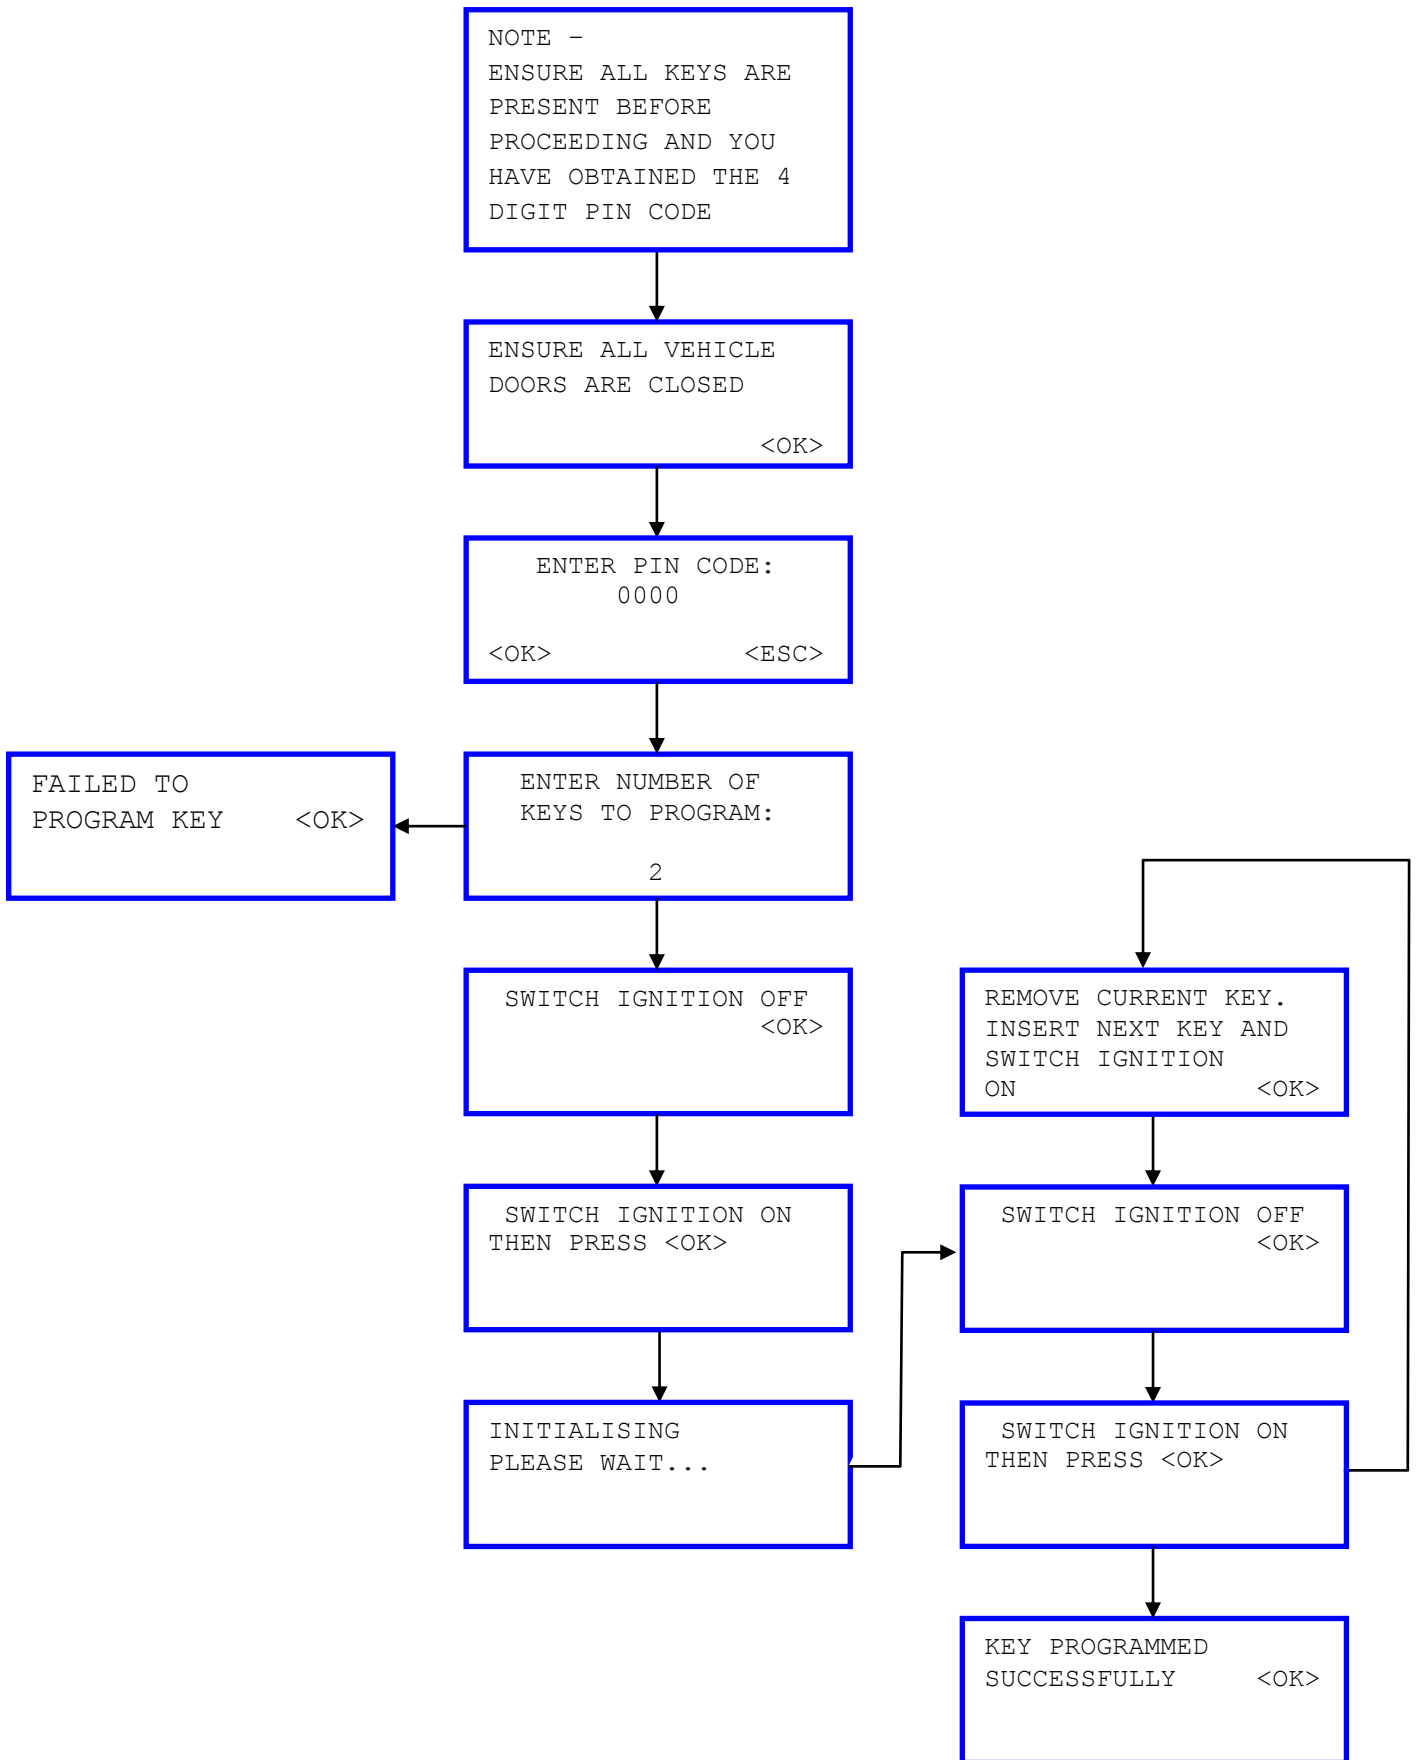 NOTE –
ENSURE ALL KEYS ARE
PRESENT BEFORE
PROCEEDING AND YOU
HAVE OBTAINED THE 4
DIGIT PIN CODE
ENSURE ALL VEHICLE
DOORS ARE CLOSED
<OK>
ENTER PIN CODE:
0000
<OK> <ESC>
FAILED TO
PROGRAM KEY <OK>
ENTER NUMBER OF
KEYS TO PROGRAM:
2
SWITCH IGNITION OFF
<OK>
SWITCH IGNITION ON
THEN PRESS <OK>
INITIALISING
PLEASE WAIT...
REMOVE CURRENT KEY.
INSERT NEXT KEY AND
SWITCH IGNITION
ON <OK>
SWITCH IGNITION OFF
<OK>
SWITCH IGNITION ON
THEN PRESS <OK>
KEY PROGRAMMED
SUCCESSFULLY <OK>